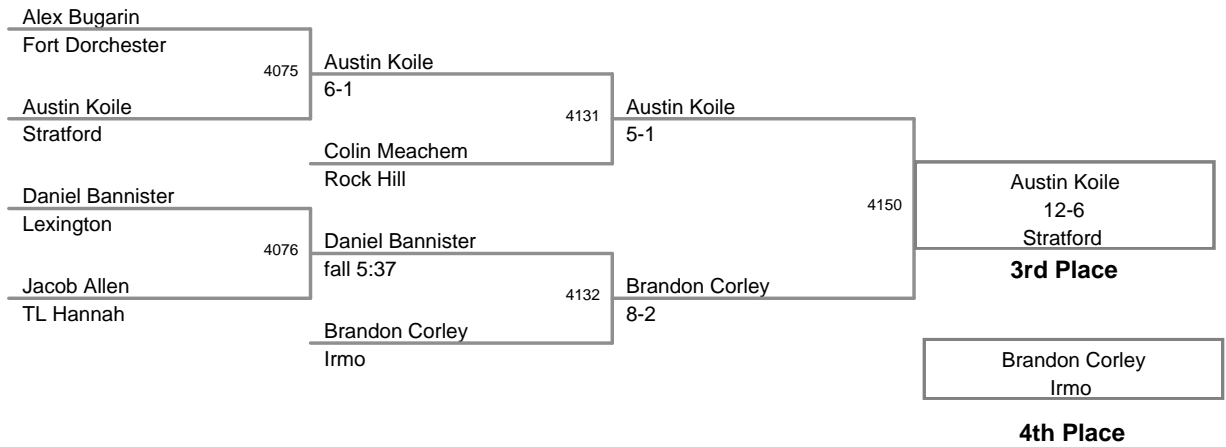 Alex Bugarin
Fort Dorchester
4075
Austin Koile
Stratford
Austin Koile
6-1
4131
Colin Meachem
Rock Hill
Daniel Bannister
Lexington
4076
Jacob Allen
TL Hannah
Daniel Bannister
fall 5:37
4132
Brandon Corley
Irmo
Austin Koile
5-1
4150
Brandon Corley
8-2
Austin Koile
12-6
Stratford
3rd Place
Brandon Corley
Irmo
4th Place